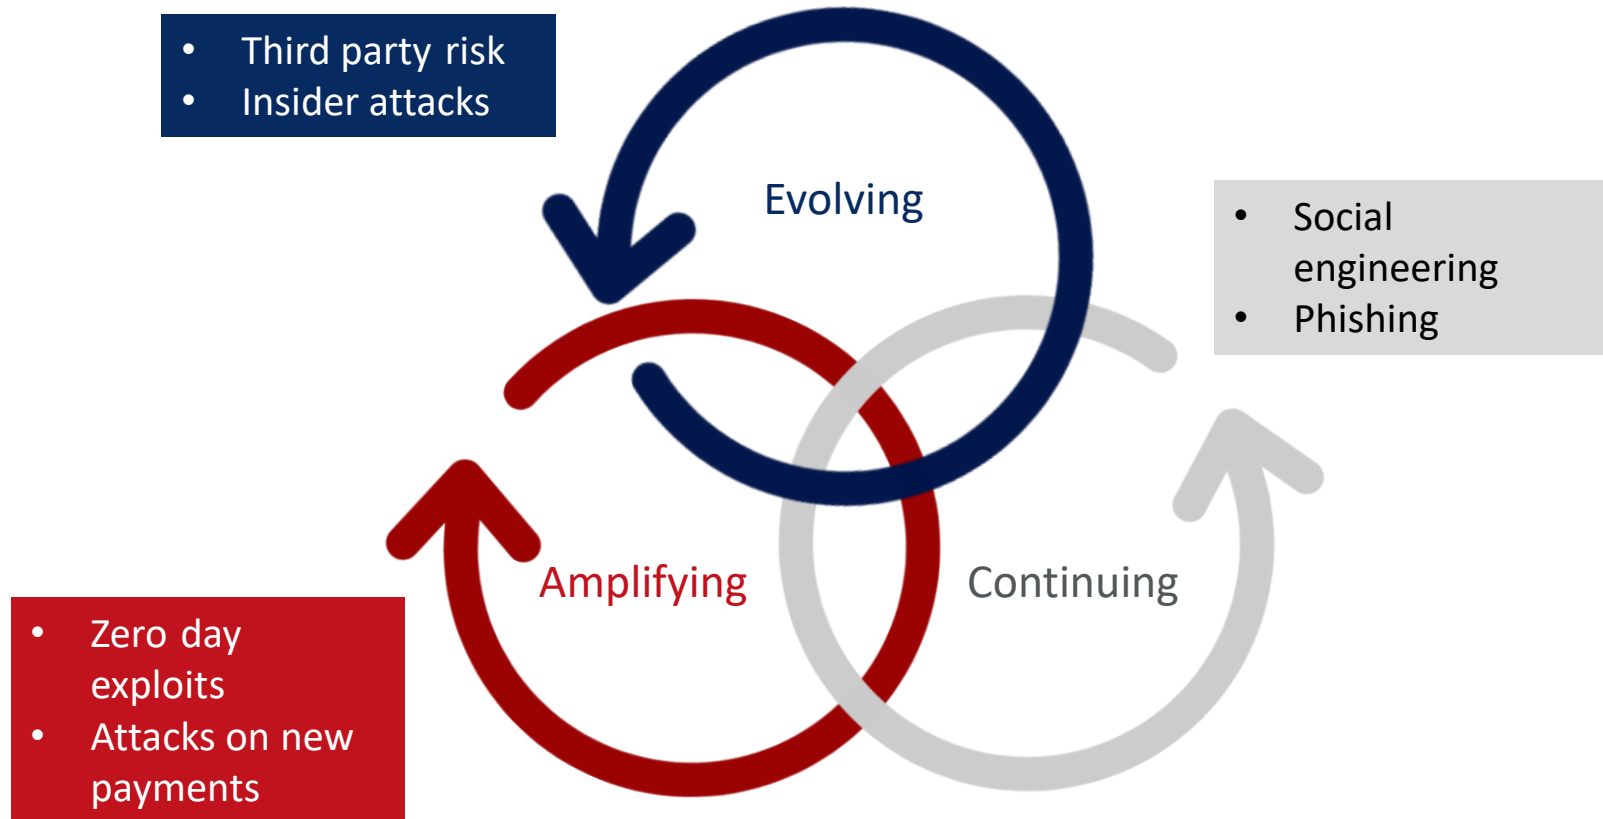 • Third party risk
• Insider attacks
Evolving
• Social
engineering
• Phishing
Amplifying
Continuing
• Zero day
exploits
• Attacks on new
payments